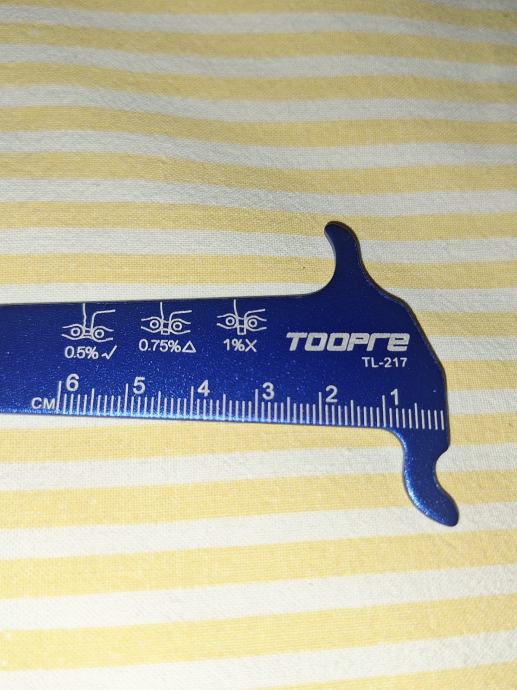 TOOPRE
TL-217
0.5%√ 0.75%△ 1%X
CM 6 5 4 3 2 1